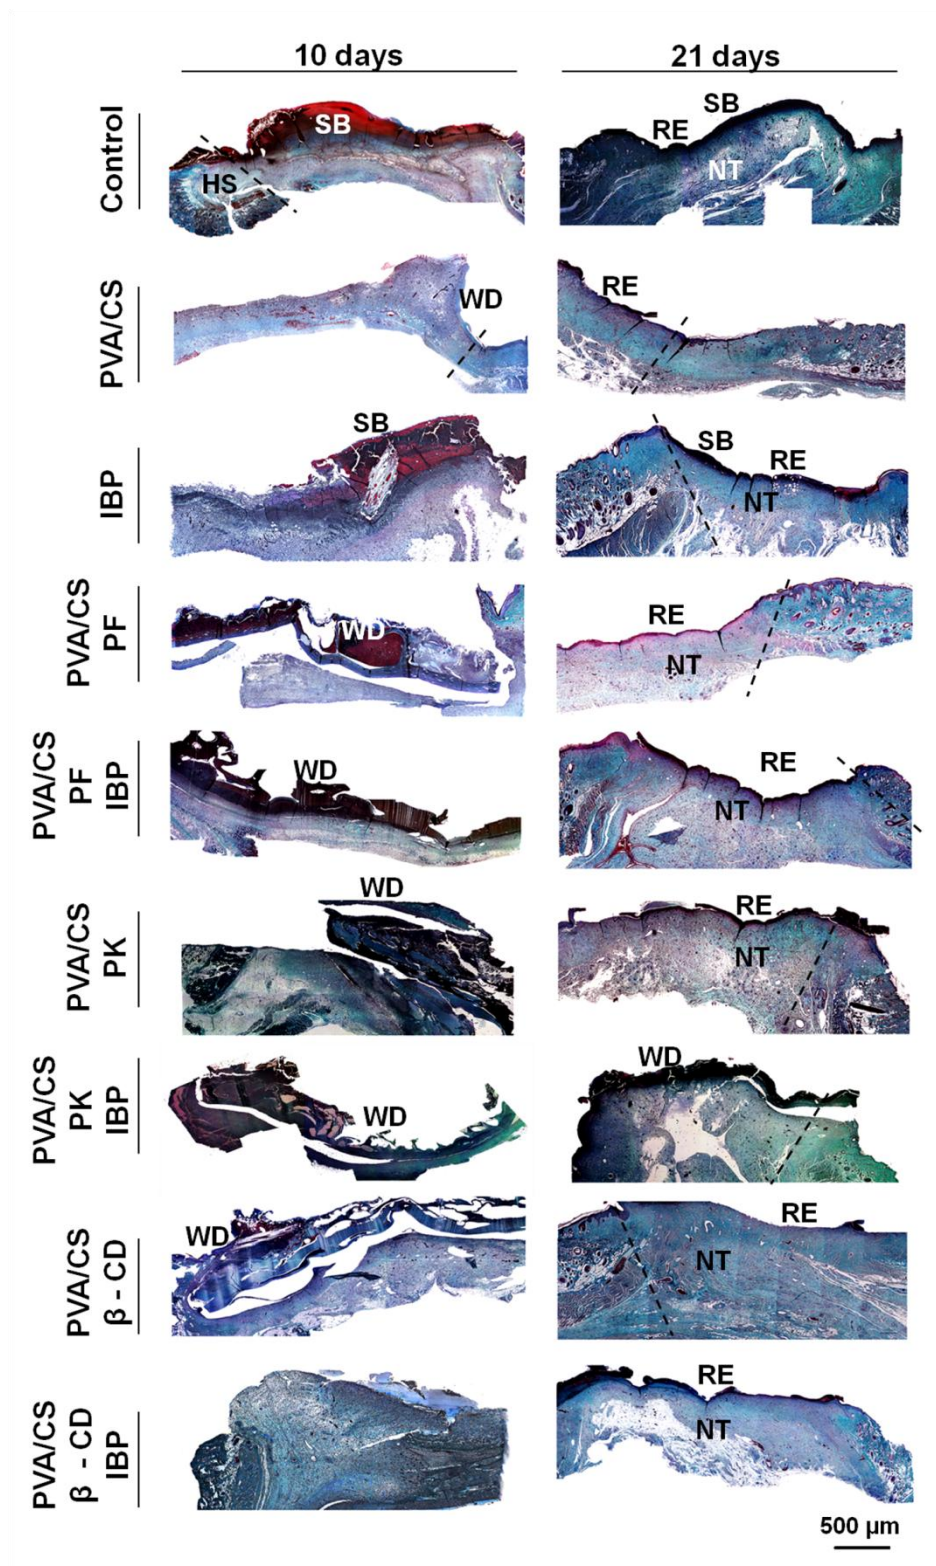 10 days
21 days
Control
SB
HS
SB
RE
NT
PVA/CS
WD
RE
IBP
SB
SB
RE
NT
PVA/CS
PF
WD
RE
NT
PVA/CS
PF
IBP
WD
RE
NT
PVA/CS
PK
WD
RE
NT
PVA/CS
PK
IBP
WD
WD
PVA/CS
β - CD
WD
RE
NT
PVA/CS
β - CD
IBP
RE
NT
500 µm